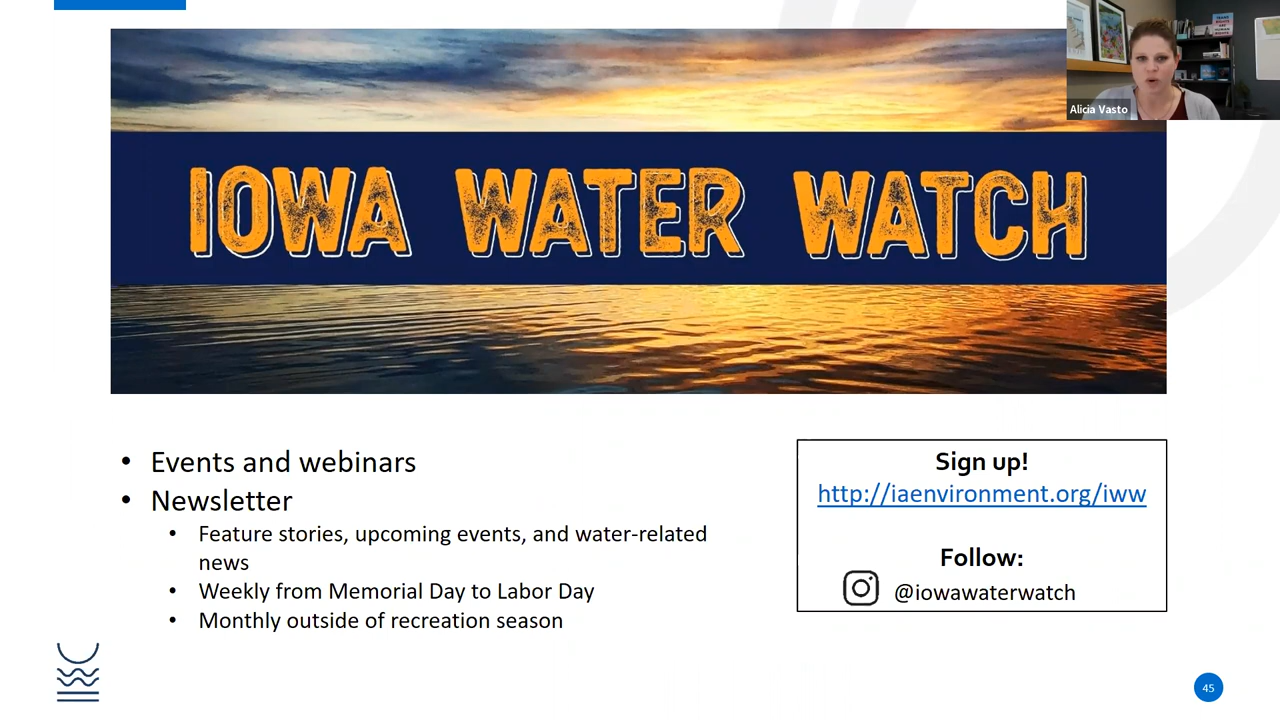 Alicia Vasto
IOWA WATER WATCH
• Events and webinars
• Newsletter
• Feature stories, upcoming events, and water-related
news
• Weekly from Memorial Day to Labor Day
• Monthly outside of recreation season
Sign up!
http://iaenvironment.org/iww
Follow:
@iowawaterwatch
45